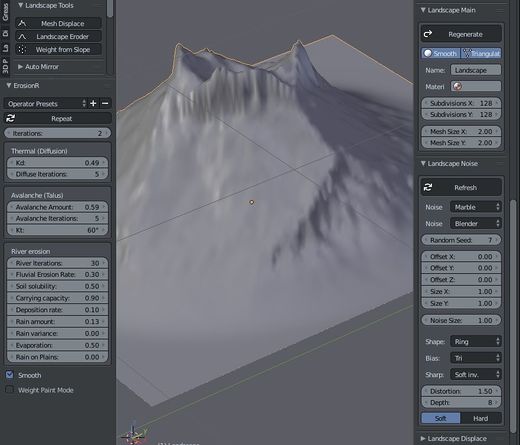 Greas
Di
La
3D P
Landscape Tools
Mesh Displace
Landscape Eroder
Weight from Slope
Auto Mirror
ErosionR
Operator Presets
Repeat
Iterations: 2
Thermal (Diffusion)
Kd: 0.49
Diffuse Iterations: 5
Avalanche (Talus)
Avalanche Amount: 0.59
Avalanche Iterations: 5
Kt: 60°
River erosion
River Iterations: 30
Fluvial Erosion Rate: 0.30
Soil solubility: 0.50
Carrying capacity: 0.90
Deposition rate: 0.10
Rain amount: 0.13
Rain variance: 0.00
Evaporation: 0.50
Rain on Plains: 0.00
Smooth
Weight Paint Mode
Landscape Main
Regenerate
Smooth Triangulat
Name: Landscape
Materi
Subdivisions X: 128
Subdivisions Y: 128
Mesh Size X: 2.00
Mesh Size Y: 2.00
Landscape Noise
Refresh
Noise Marble
Noise Blender
Random Seed: 7
Offset X: 0.00
Offset Y: 0.00
Offset Z: 0.00
Size X: 1.00
Size Y: 1.00
Noise Size: 1.00
Shape: Ring
Bias: Tri
Sharp: Soft inv.
Distortion: 1.50
Depth: 8
Soft Hard
Landscape Displace